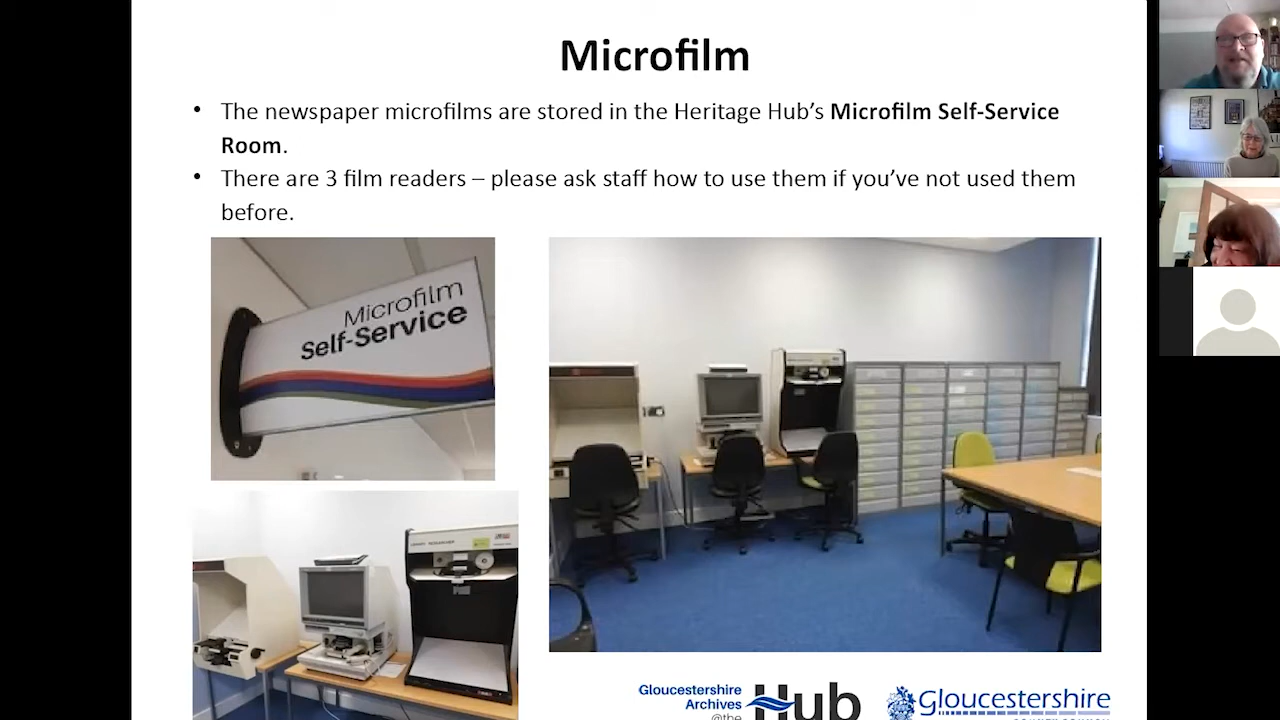 Microfilm
• The newspaper microfilms are stored in the Heritage Hub’s Microfilm Self-Service
Room.
• There are 3 film readers – please ask staff how to use them if you’ve not used them
before.
Microfilm
Self-Service
Gloucestershire
Archives
@the
Hub
Gloucestershire